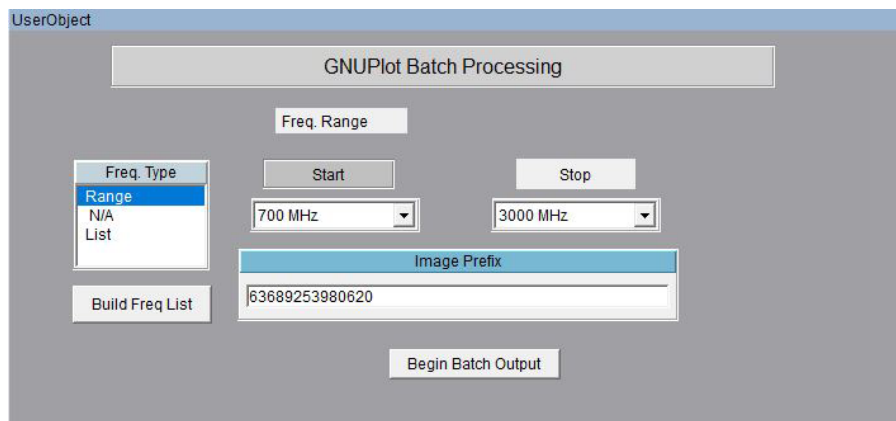 UserObject
GNUPlot Batch Processing
Freq. Range
Freq. Type
Range
N/A
List
Start
Stop
700 MHz
3000 MHz
Image Prefix
63689253980620
Build Freq List
Begin Batch Output